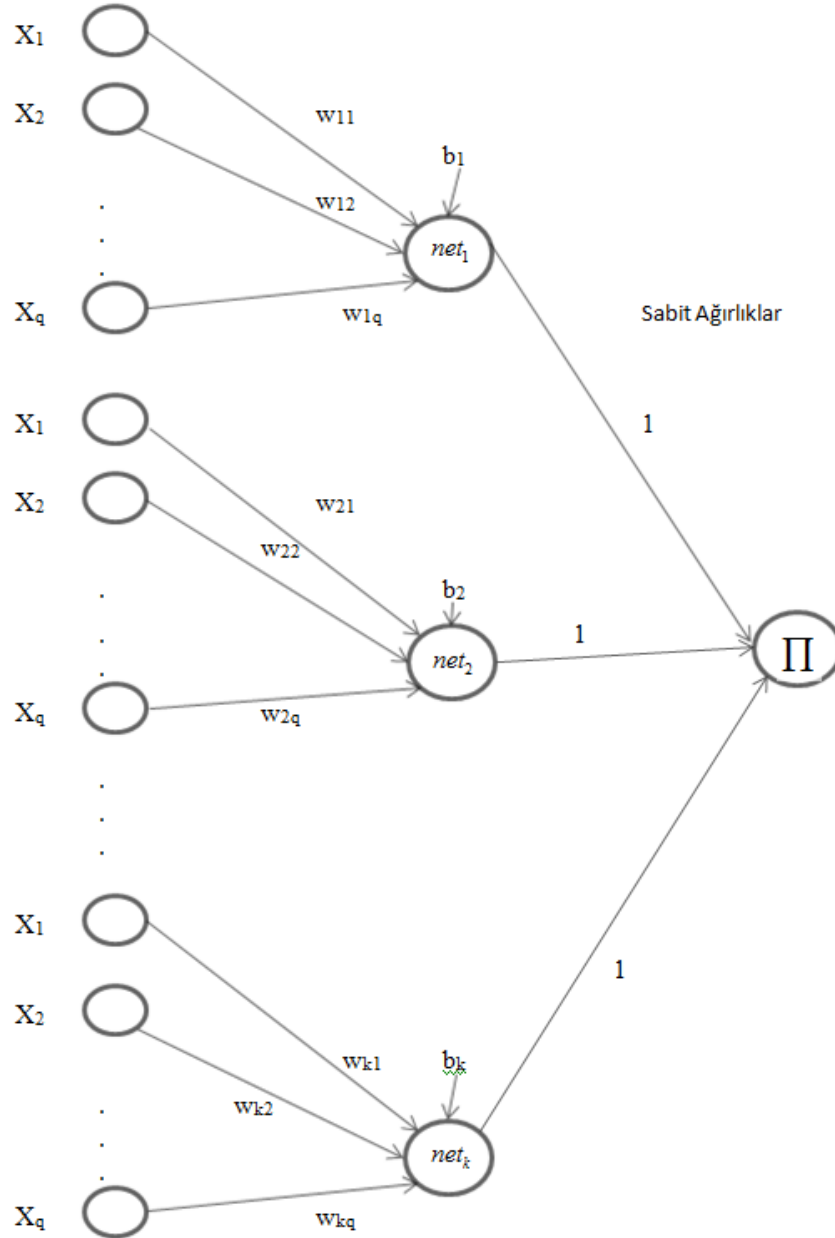 X1
w11
X2
b1
w12
.
.
.
net1
Xq
w1q
Sabit Ağırlıklar
X1
1
X2
w21
w22
.
.
.
b2
1
net2
∏
Xq
w2q
.
.
.
X1
1
X2
wk1
bk
wk2
.
.
.
netk
Xq
wkq